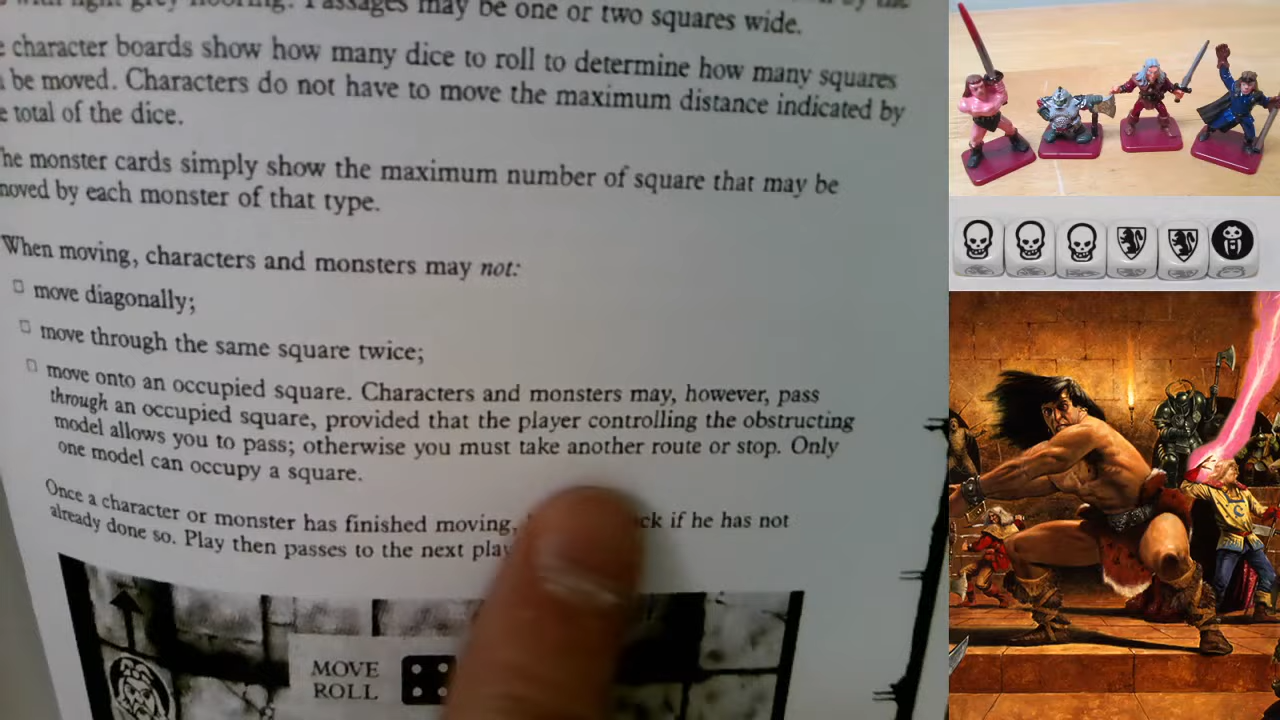 with light grey flooring. Passages may be one or two squares wide.
character boards show how many dice to roll to determine how many squares
be moved. Characters do not have to move the maximum distance indicated by
total of the dice.
The monster cards simply show the maximum number of square that may be
moved by each monster of that type.
When moving, characters and monsters may not:
□ move diagonally;
□ move through the same square twice;
□ move onto an occupied square. Characters and monsters may, however, pass
through an occupied square, provided that the player controlling the obstructing
model allows you to pass; otherwise you must take another route or stop. Only
one model can occupy a square.
Once a character or monster has finished moving, if he has not
already done so. Play then passes to the next
MOVE
ROLL